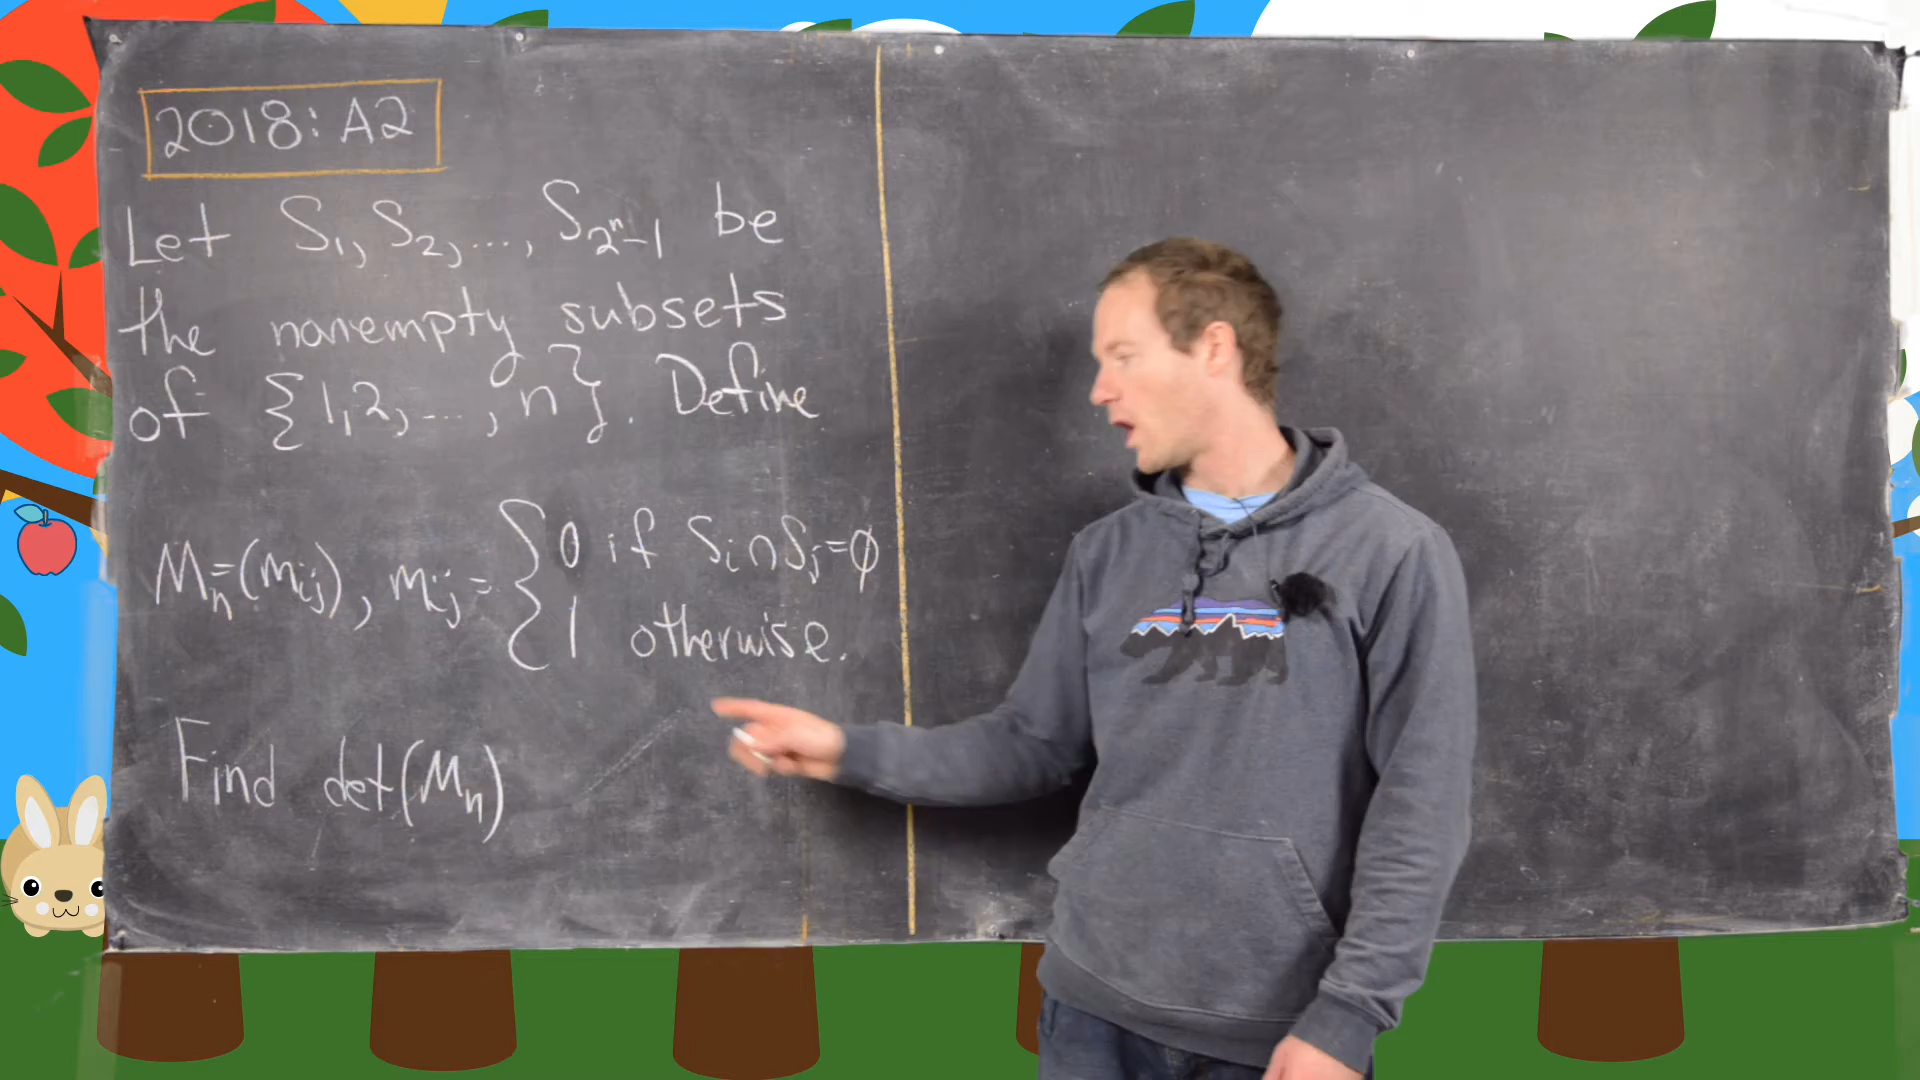 2018: A2
Let S₁, S₂, ..., S₂ⁿ₋₁ be
the nonempty subsets
of {1,2,...,n}. Define
Mₙ=(mᵢⱼ), mᵢⱼ= { 0 if Sᵢ∩Sⱼ=∅
1 otherwise.
Find det(Mₙ)